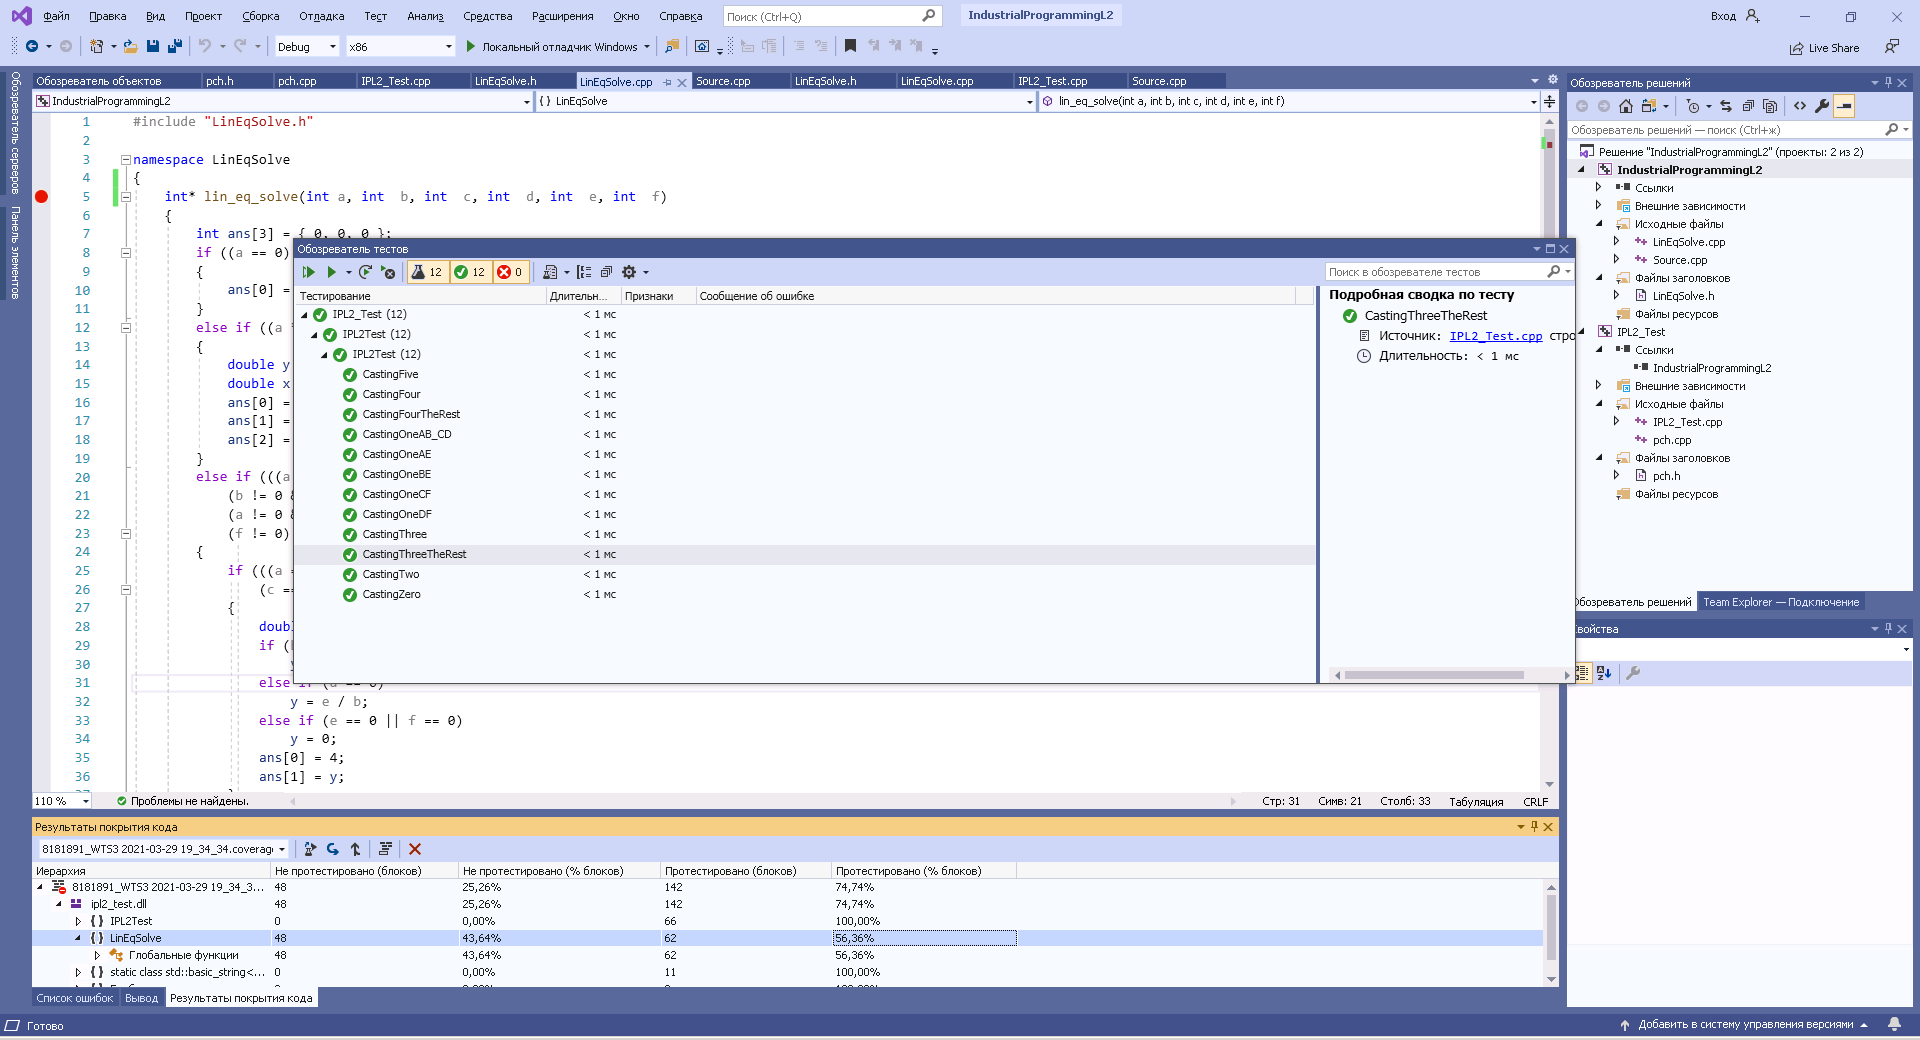 Файл Правка Вид Проект Сборка Отладка Тест Анализ Средства Расширения Окно Справка Поиск (Ctrl+Q) IndustrialProgrammingL2 Вход
Debug x86 Локальный отладчик Windows Live Share
Обозреватель серверов
Панель элементов
Обозреватель объектов pch.h pch.cpp IPL2_Test.cpp LinEqSolve.h LinEqSolve.cpp Source.cpp LinEqSolve.h LinEqSolve.cpp IPL2_Test.cpp Source.cpp
IndustrialProgrammingL2 {} LinEqSolve lin_eq_solve(int a, int b, int c, int d, int e, int f)
1 #include "LinEqSolve.h"
2
3 namespace LinEqSolve
4 {
5 int* lin_eq_solve(int a, int b, int c, int d, int e, int f)
6 {
7 int ans[3] = { 0, 0, 0 };
8 if ((a == 0)
9 {
10 ans[0] =
11 }
12 else if ((a
13 {
14 double y
15 double x
16 ans[0] =
17 ans[1] =
18 ans[2] =
19 }
20 else if (((a
21 (b != 0
22 (a != 0
23 (f != 0)
24 {
25 if (((a
26 (c ==
27 {
28 doubl
29 if (
30
31 else if (a == 0)
32 y = e / b;
33 else if (e == 0 || f == 0)
34 y = 0;
35 ans[0] = 4;
36 ans[1] = y;
110 % Проблемы не найдены. Стр: 31 Симв: 21 Столб: 33 Табуляция CRLF
Обозреватель тестов
12 12 0 Поиск в обозревателе тестов
Тестирование Длительн... Признаки Сообщение об ошибке
IPL2_Test (12) < 1 мс
IPL2Test (12) < 1 мс
IPL2Test (12) < 1 мс
CastingFive < 1 мс
CastingFour < 1 мс
CastingFourTheRest < 1 мс
CastingOneAB_CD < 1 мс
CastingOneAE < 1 мс
CastingOneBE < 1 мс
CastingOneCF < 1 мс
CastingOneDF < 1 мс
CastingThree < 1 мс
CastingThreeTheRest < 1 мс
CastingTwo < 1 мс
CastingZero < 1 мс
Подробная сводка по тесту
CastingThreeTheRest
Источник: IPL2_Test.cpp стро
Длительность: < 1 мс
Обозреватель решений
Обозреватель решений — поиск (Ctrl+ж)
Решение "IndustrialProgrammingL2" (проекты: 2 из 2)
IndustrialProgrammingL2
Ссылки
Внешние зависимости
Исходные файлы
LinEqSolve.cpp
Source.cpp
Файлы заголовков
LinEqSolve.h
Файлы ресурсов
IPL2_Test
Ссылки
IndustrialProgrammingL2
Внешние зависимости
Исходные файлы
IPL2_Test.cpp
pch.cpp
Файлы заголовков
pch.h
Файлы ресурсов
Обозреватель решений Team Explorer — Подключение
войства
Результаты покрытия кода
8181891_WTS3 2021-03-29 19_34_34.coverage
Иерархия Не протестировано (блоков) Не протестировано (% блоков) Протестировано (блоков) Протестировано (% блоков)
8181891_WTS3 2021-03-29 19_34_3... 48 25,26% 142 74,74%
ipl2_test.dll 48 25,26% 142 74,74%
{} IPL2Test 0 0,00% 66 100,00%
{} LinEqSolve 48 43,64% 62 56,36%
Глобальные функции 48 43,64% 62 56,36%
{} static class std::basic_string<... 0 0,00% 11 100,00%
Список ошибок Вывод Результаты покрытия кода
Готово Добавить в систему управления версиями